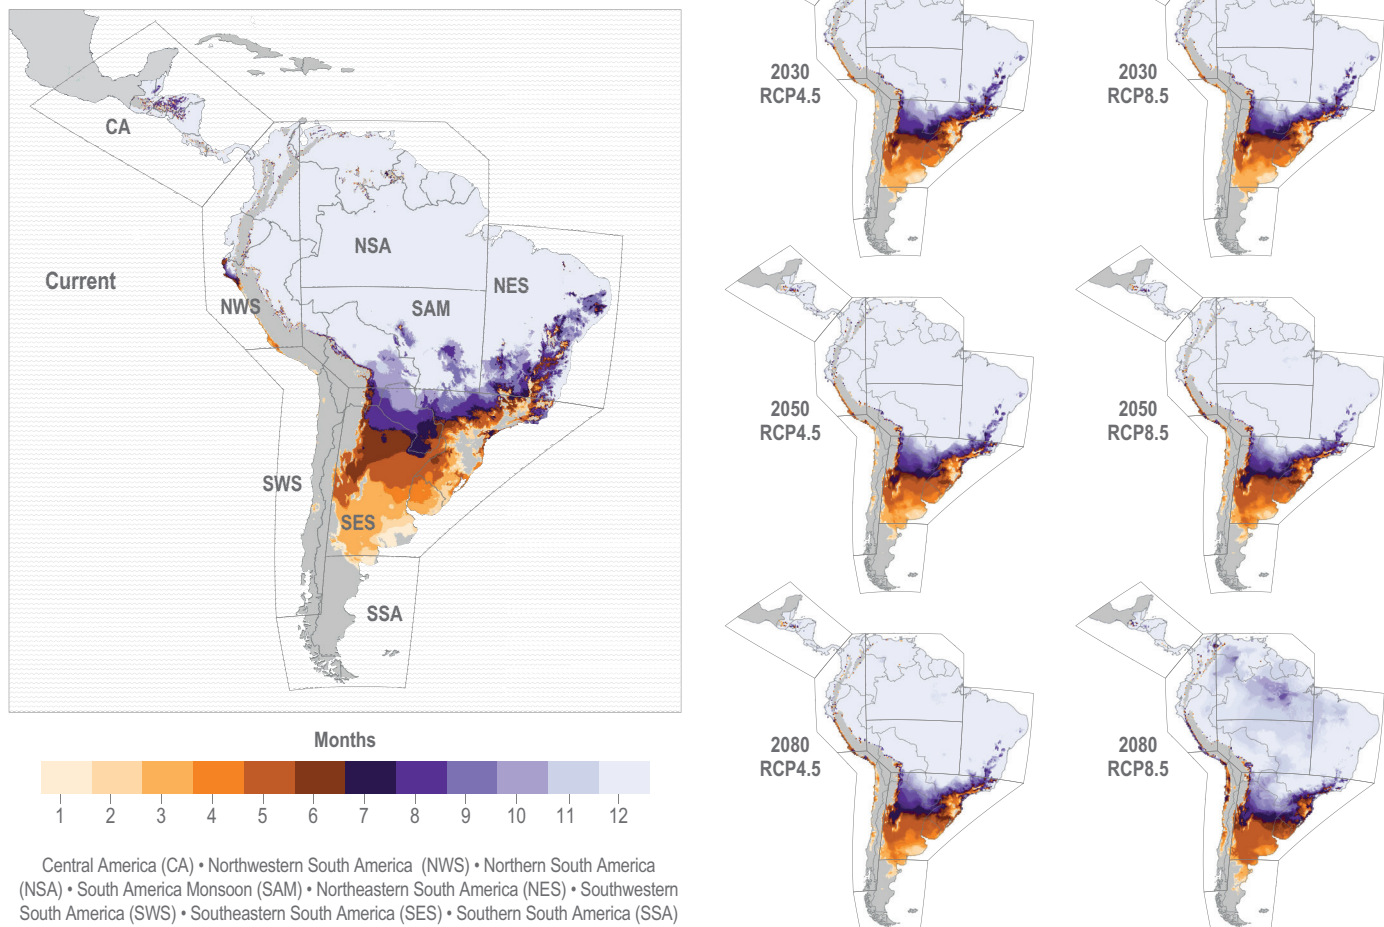 CA
NSA
NES
Current
NWS
SAM
SWS
SES
SSA
Months
1 2 3 4 5 6 7 8 9 10 11 12
Central America (CA) • Northwestern South America (NWS) • Northern South America
(NSA) • South America Monsoon (SAM) • Northeastern South America (NES) • Southwestern
South America (SWS) • Southeastern South America (SES) • Southern South America (SSA)
2030
RCP4.5
2030
RCP8.5
2050
RCP4.5
2050
RCP8.5
2080
RCP4.5
2080
RCP8.5